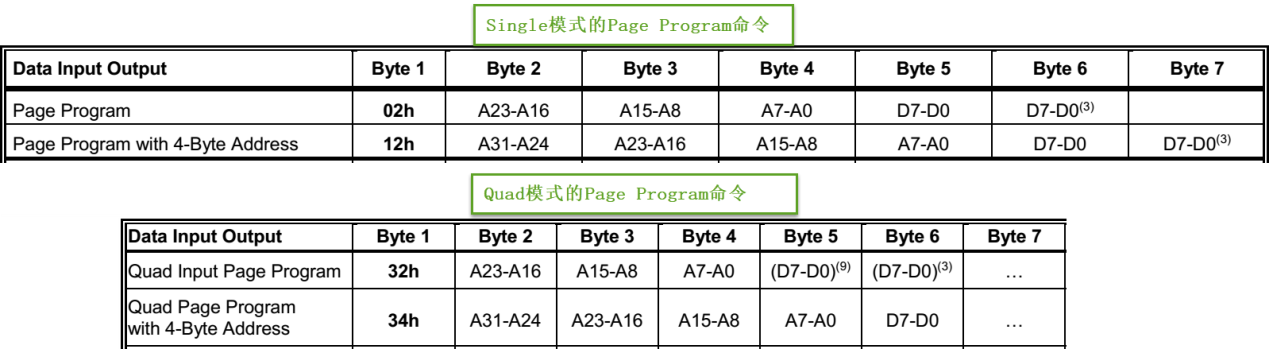 Single模式的Page Program命令
Data Input Output Byte 1 Byte 2 Byte 3 Byte 4 Byte 5 Byte 6 Byte 7
Page Program 02h A23-A16 A15-A8 A7-A0 D7-D0 D7-D0(3)
Page Program with 4-Byte Address 12h A31-A24 A23-A16 A15-A8 A7-A0 D7-D0 D7-D0(3)
Quad模式的Page Program命令
Data Input Output Byte 1 Byte 2 Byte 3 Byte 4 Byte 5 Byte 6 Byte 7
Quad Input Page Program 32h A23-A16 A15-A8 A7-A0 (D7-D0)(9) (D7-D0)(3) ...
Quad Page Program
with 4-Byte Address 34h A31-A24 A23-A16 A15-A8 A7-A0 D7-D0 ...